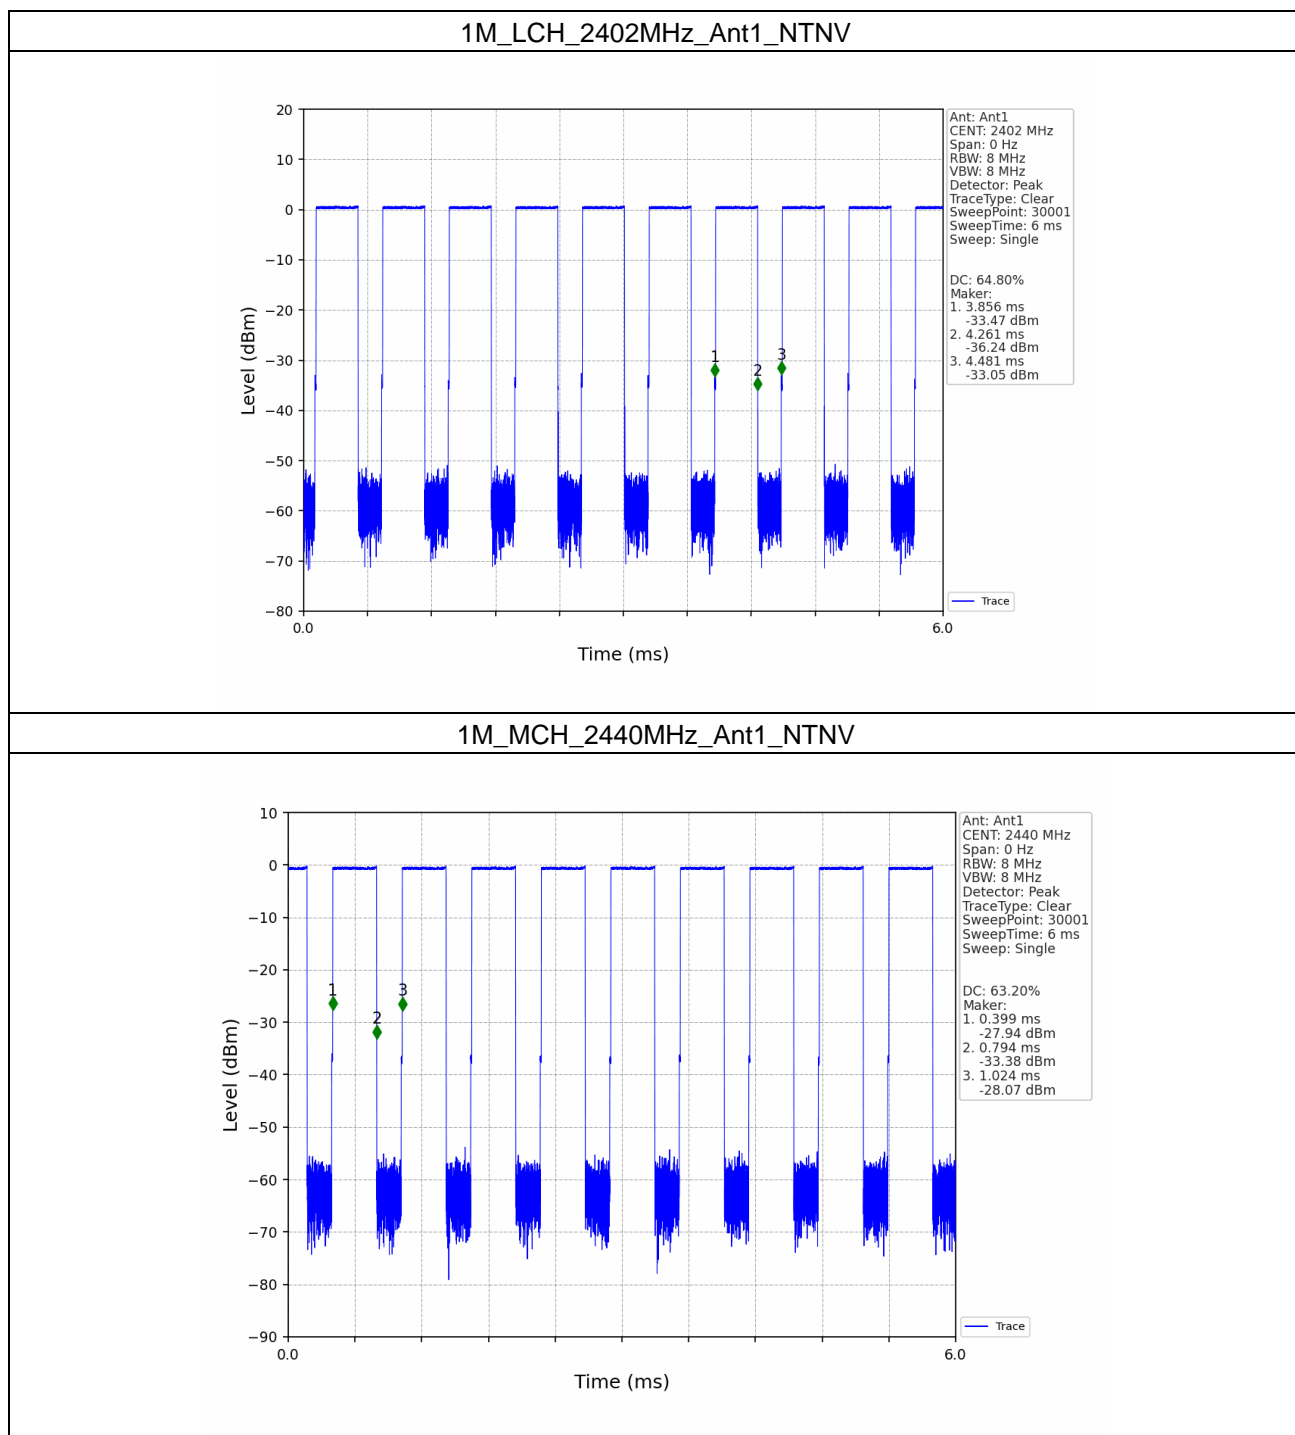 1M_LCH_2402MHz_Ant1_NTNV
20
10
0
−10
−20
−30
−40
−50
−60
−70
−80
Level (dBm)
0.0
6.0
Time (ms)
1
2
3
Ant: Ant1
CENT: 2402 MHz
Span: 0 Hz
RBW: 8 MHz
VBW: 8 MHz
Detector: Peak
TraceType: Clear
SweepPoint: 30001
SweepTime: 6 ms
Sweep: Single
DC: 64.80%
Maker:
1. 3.856 ms
-33.47 dBm
2. 4.261 ms
-36.24 dBm
3. 4.481 ms
-33.05 dBm
Trace
1M_MCH_2440MHz_Ant1_NTNV
10
0
−10
−20
−30
−40
−50
−60
−70
−80
−90
Level (dBm)
0.0
6.0
Time (ms)
1
2
3
Ant: Ant1
CENT: 2440 MHz
Span: 0 Hz
RBW: 8 MHz
VBW: 8 MHz
Detector: Peak
TraceType: Clear
SweepPoint: 30001
SweepTime: 6 ms
Sweep: Single
DC: 63.20%
Maker:
1. 0.399 ms
-27.94 dBm
2. 0.794 ms
-33.38 dBm
3. 1.024 ms
-28.07 dBm
Trace